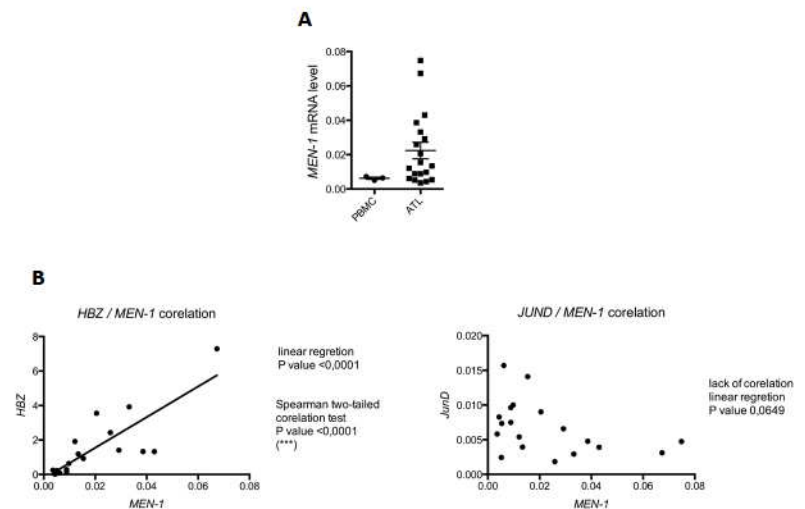 A
MEN-1 mRNA level
0.08
0.06
0.04
0.02
0.00
PBMC
ATL
B
HBZ / MEN-1 corelation
HBZ
8
6
4
2
0
0.00 0.02 0.04 0.06 0.08
MEN-1
linear regretion
P value <0,0001
Spearman two-tailed
corelation test
P value <0,0001
(***)
JUND / MEN-1 corelation
JunD
0.020
0.015
0.010
0.005
0.000
0.00 0.02 0.04 0.06 0.08
MEN-1
lack of corelation
linear regretion
P value 0,0649